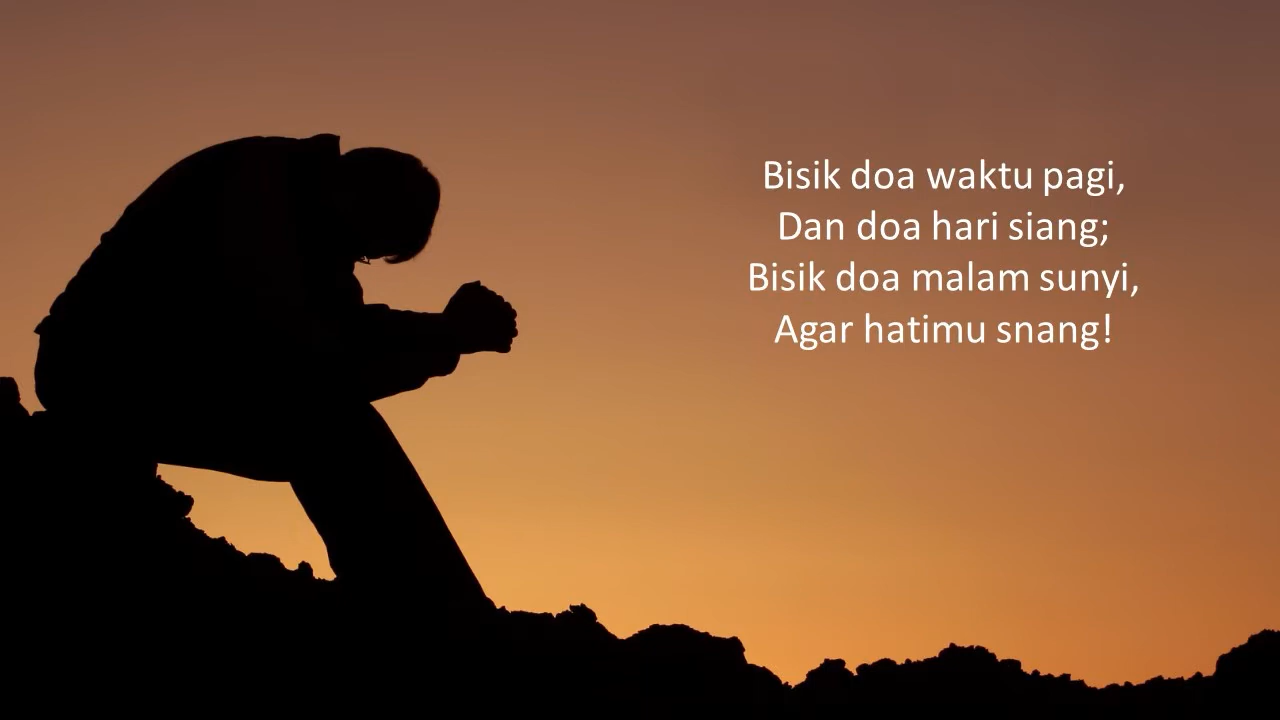 Bisik doa waktu pagi,
Dan doa hari siang;
Bisik doa malam sunyi,
Agar hatimu snang!